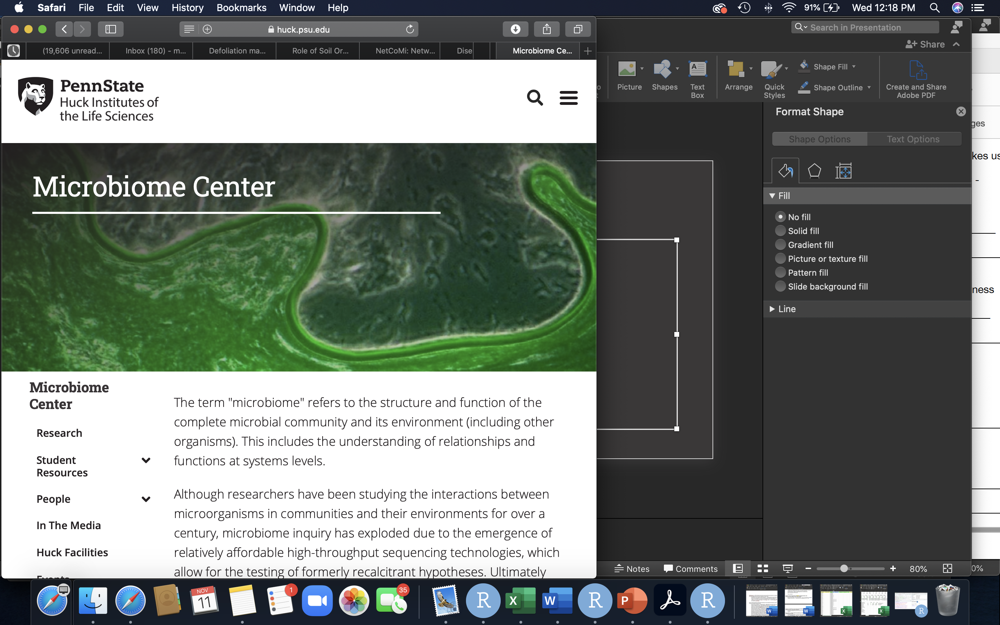 Safari File Edit View History Bookmarks Window Help 91% Wed 12:18 PM
huck.psu.edu
(19,606 unread... Inbox (180) - m... Defoliation ma... Role of Soil Or... NetCoMi: Netw... Dise Microbiome Ce...
PennState
Huck Institutes of
the Life Sciences
Microbiome Center
Microbiome
Center
Research
Student
Resources
People
In The Media
Huck Facilities
Events
The term "microbiome" refers to the structure and function of the
complete microbial community and its environment (including other
organisms). This includes the understanding of relationships and
functions at systems levels.
Although researchers have been studying the interactions between
microorganisms in communities and their environments for over a
century, microbiome inquiry has exploded due to the emergence of
relatively affordable high-throughput sequencing technologies, which
allow for the testing of formerly recalcitrant hypotheses. Ultimately
Search in Presentation
Share
Picture Shapes Text
Box
Arrange Quick
Styles
Shape Fill
Shape Outline
Create and Share
Adobe PDF
Format Shape
Shape Options Text Options
Fill
No fill
Solid fill
Gradient fill
Picture or texture fill
Pattern fill
Slide background fill
Line
ges
kes us
-
ness
Notes Comments 80%
0%
NOV
11
1
35
R X W R P R